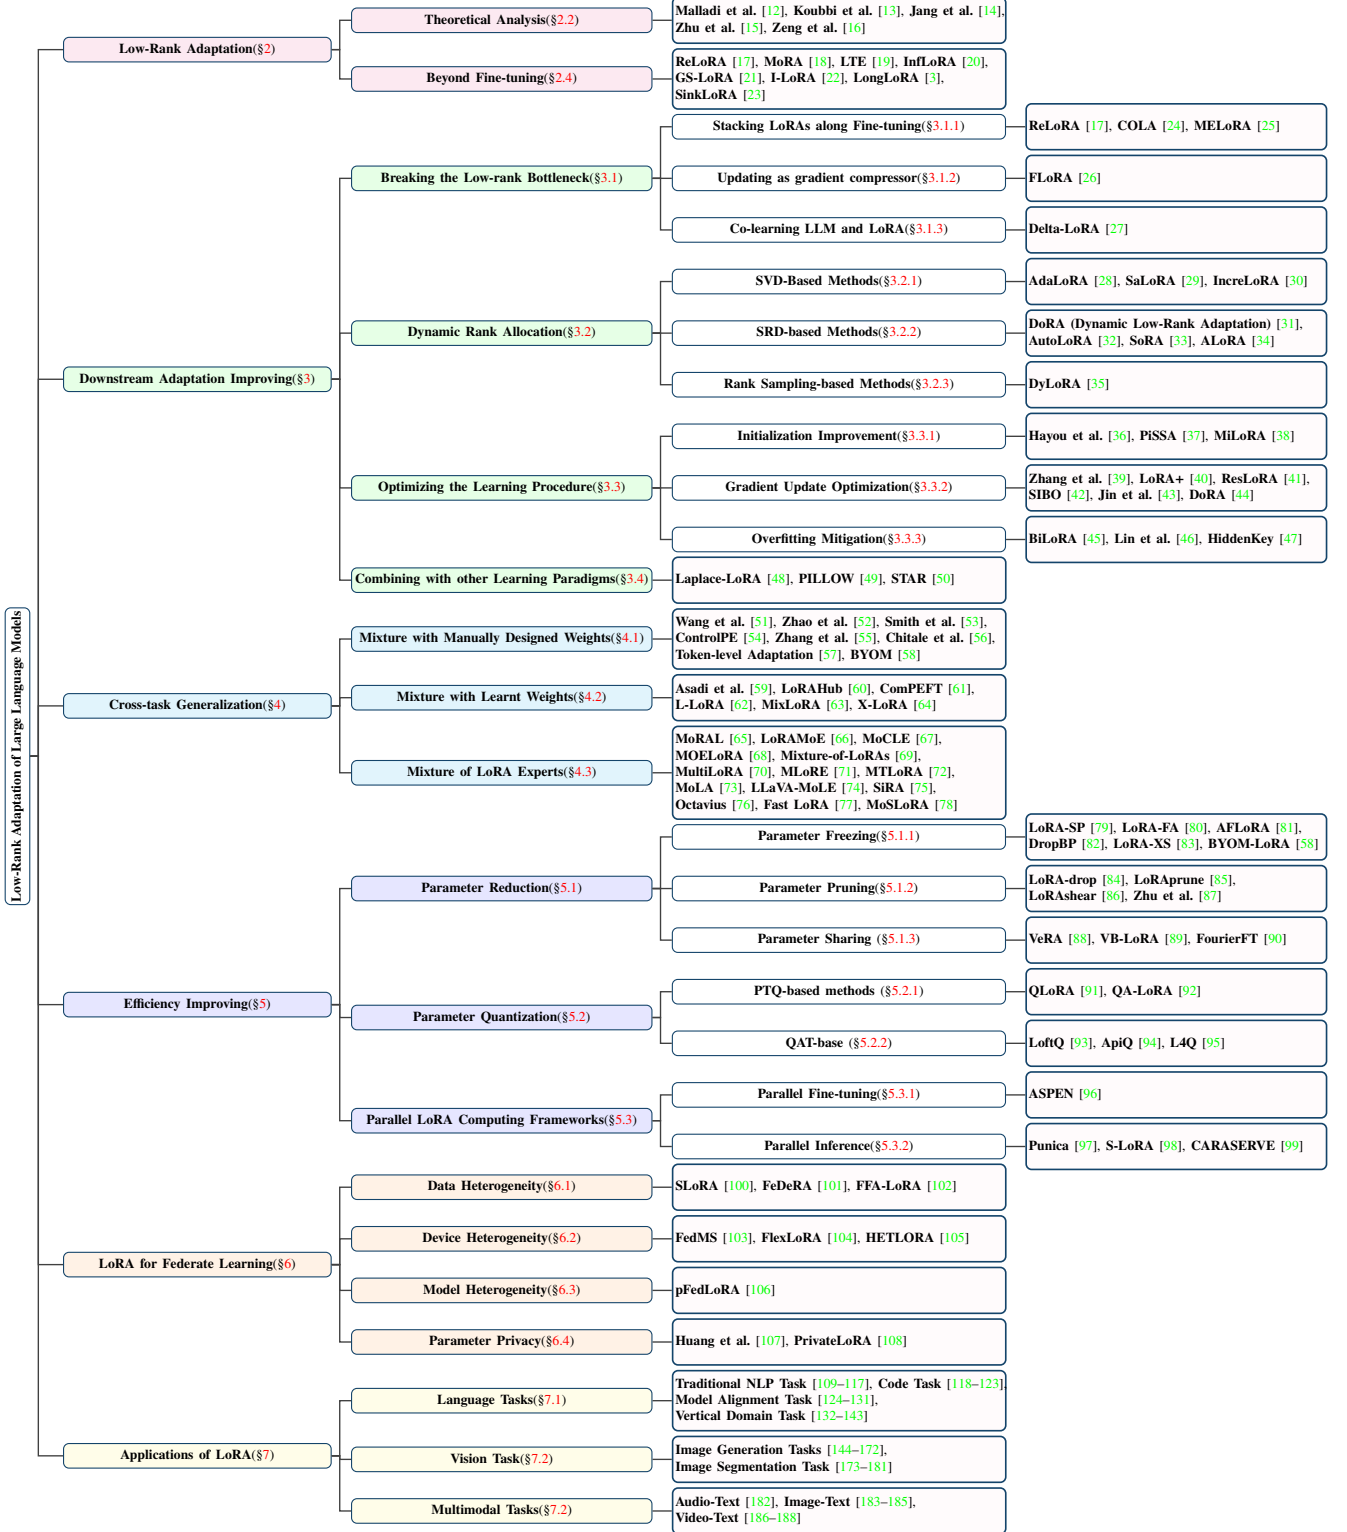 Low-Rank Adaptation of Large Language Models
Low-Rank Adaptation(§2)
Theoretical Analysis(§2.2)
Malladi et al. [12], Koubbi et al. [13], Jang et al. [14],
Zhu et al. [15], Zeng et al. [16]
Beyond Fine-tuning(§2.4)
ReLoRA [17], MoRA [18], LTE [19], InfLoRA [20],
GS-LoRA [21], I-LoRA [22], LongLoRA [3],
SinkLoRA [23]
Downstream Adaptation Improving(§3)
Breaking the Low-rank Bottleneck(§3.1)
Stacking LoRAs along Fine-tuning(§3.1.1)
ReLoRA [17], COLA [24], MELoRA [25]
Updating as gradient compressor(§3.1.2)
FLoRA [26]
Co-learning LLM and LoRA(§3.1.3)
Delta-LoRA [27]
Dynamic Rank Allocation(§3.2)
SVD-Based Methods(§3.2.1)
AdaLoRA [28], SaLoRA [29], IncreLoRA [30]
SRD-based Methods(§3.2.2)
DoRA (Dynamic Low-Rank Adaptation) [31],
AutoLoRA [32], SoRA [33], ALoRA [34]
Rank Sampling-based Methods(§3.2.3)
DyLoRA [35]
Optimizing the Learning Procedure(§3.3)
Initialization Improvement(§3.3.1)
Hayou et al. [36], PiSSA [37], MiLoRA [38]
Gradient Update Optimization(§3.3.2)
Zhang et al. [39], LoRA+ [40], ResLoRA [41],
SIBO [42], Jin et al. [43], DoRA [44]
Overfitting Mitigation(§3.3.3)
BiLoRA [45], Lin et al. [46], HiddenKey [47]
Combining with other Learning Paradigms(§3.4)
Laplace-LoRA [48], PILLOW [49], STAR [50]
Cross-task Generalization(§4)
Mixture with Manually Designed Weights(§4.1)
Wang et al. [51], Zhao et al. [52], Smith et al. [53],
ControlPE [54], Zhang et al. [55], Chitale et al. [56],
Token-level Adaptation [57], BYOM [58]
Mixture with Learnt Weights(§4.2)
Asadi et al. [59], LoRAHub [60], ComPEFT [61],
L-LoRA [62], MixLoRA [63], X-LoRA [64]
Mixture of LoRA Experts(§4.3)
MoRAL [65], LoRAMoE [66], MoCLE [67],
MOELoRA [68], Mixture-of-LoRAs [69],
MultiLoRA [70], MLoRE [71], MTLoRA [72],
MoLA [73], LLaVA-MoLE [74], SiRA [75],
Octavius [76], Fast LoRA [77], MoSLoRA [78]
Efficiency Improving(§5)
Parameter Reduction(§5.1)
Parameter Freezing(§5.1.1)
LoRA-SP [79], LoRA-FA [80], AFLoRA [81],
DropBP [82], LoRA-XS [83], BYOM-LoRA [58]
Parameter Pruning(§5.1.2)
LoRA-drop [84], LoRAprune [85],
LoRAshear [86], Zhu et al. [87]
Parameter Sharing (§5.1.3)
VeRA [88], VB-LoRA [89], FourierFT [90]
Parameter Quantization(§5.2)
PTQ-based methods (§5.2.1)
QLoRA [91], QA-LoRA [92]
QAT-base (§5.2.2)
LoftQ [93], ApiQ [94], L4Q [95]
Parallel LoRA Computing Frameworks(§5.3)
Parallel Fine-tuning(§5.3.1)
ASPEN [96]
Parallel Inference(§5.3.2)
Punica [97], S-LoRA [98], CARASERVE [99]
LoRA for Federate Learning(§6)
Data Heterogeneity(§6.1)
SLoRA [100], FeDeRA [101], FFA-LoRA [102]
Device Heterogeneity(§6.2)
FedMS [103], FlexLoRA [104], HETLORA [105]
Model Heterogeneity(§6.3)
pFedLoRA [106]
Parameter Privacy(§6.4)
Huang et al. [107], PrivateLoRA [108]
Applications of LoRA(§7)
Language Tasks(§7.1)
Traditional NLP Task [109–117], Code Task [118–123],
Model Alignment Task [124–131],
Vertical Domain Task [132–143]
Vision Task(§7.2)
Image Generation Tasks [144–172],
Image Segmentation Task [173–181]
Multimodal Tasks(§7.2)
Audio-Text [182], Image-Text [183–185],
Video-Text [186–188]